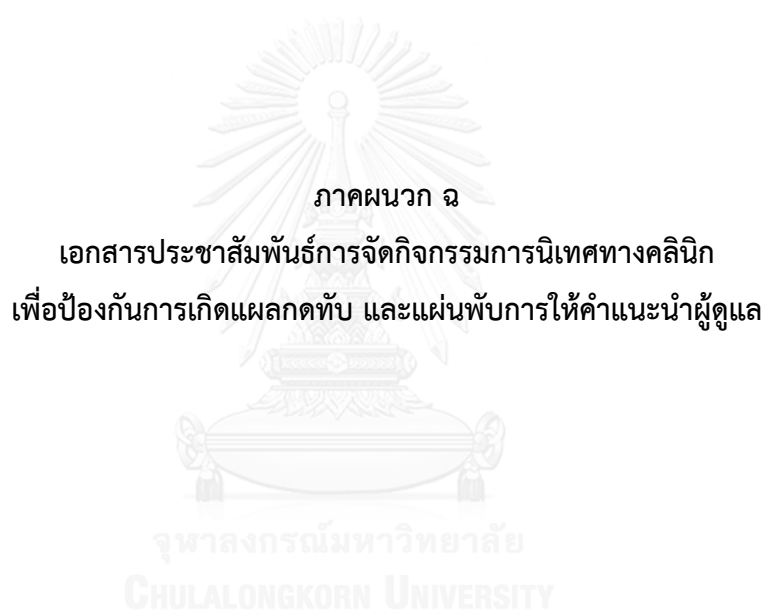 ภาคผนวก ฉ
เอกสารประชาสัมพันธ์การจัดกิจกรรมการนิเทศทางคลินิก
เพื่อป้องกันการเกิดแผลกดทับ และแผ่นพับการให้คำแนะนำผู้ดูแล
จุฬาลงกรณ์มหาวิทยาลัย
CHULALONGKORN UNIVERSITY